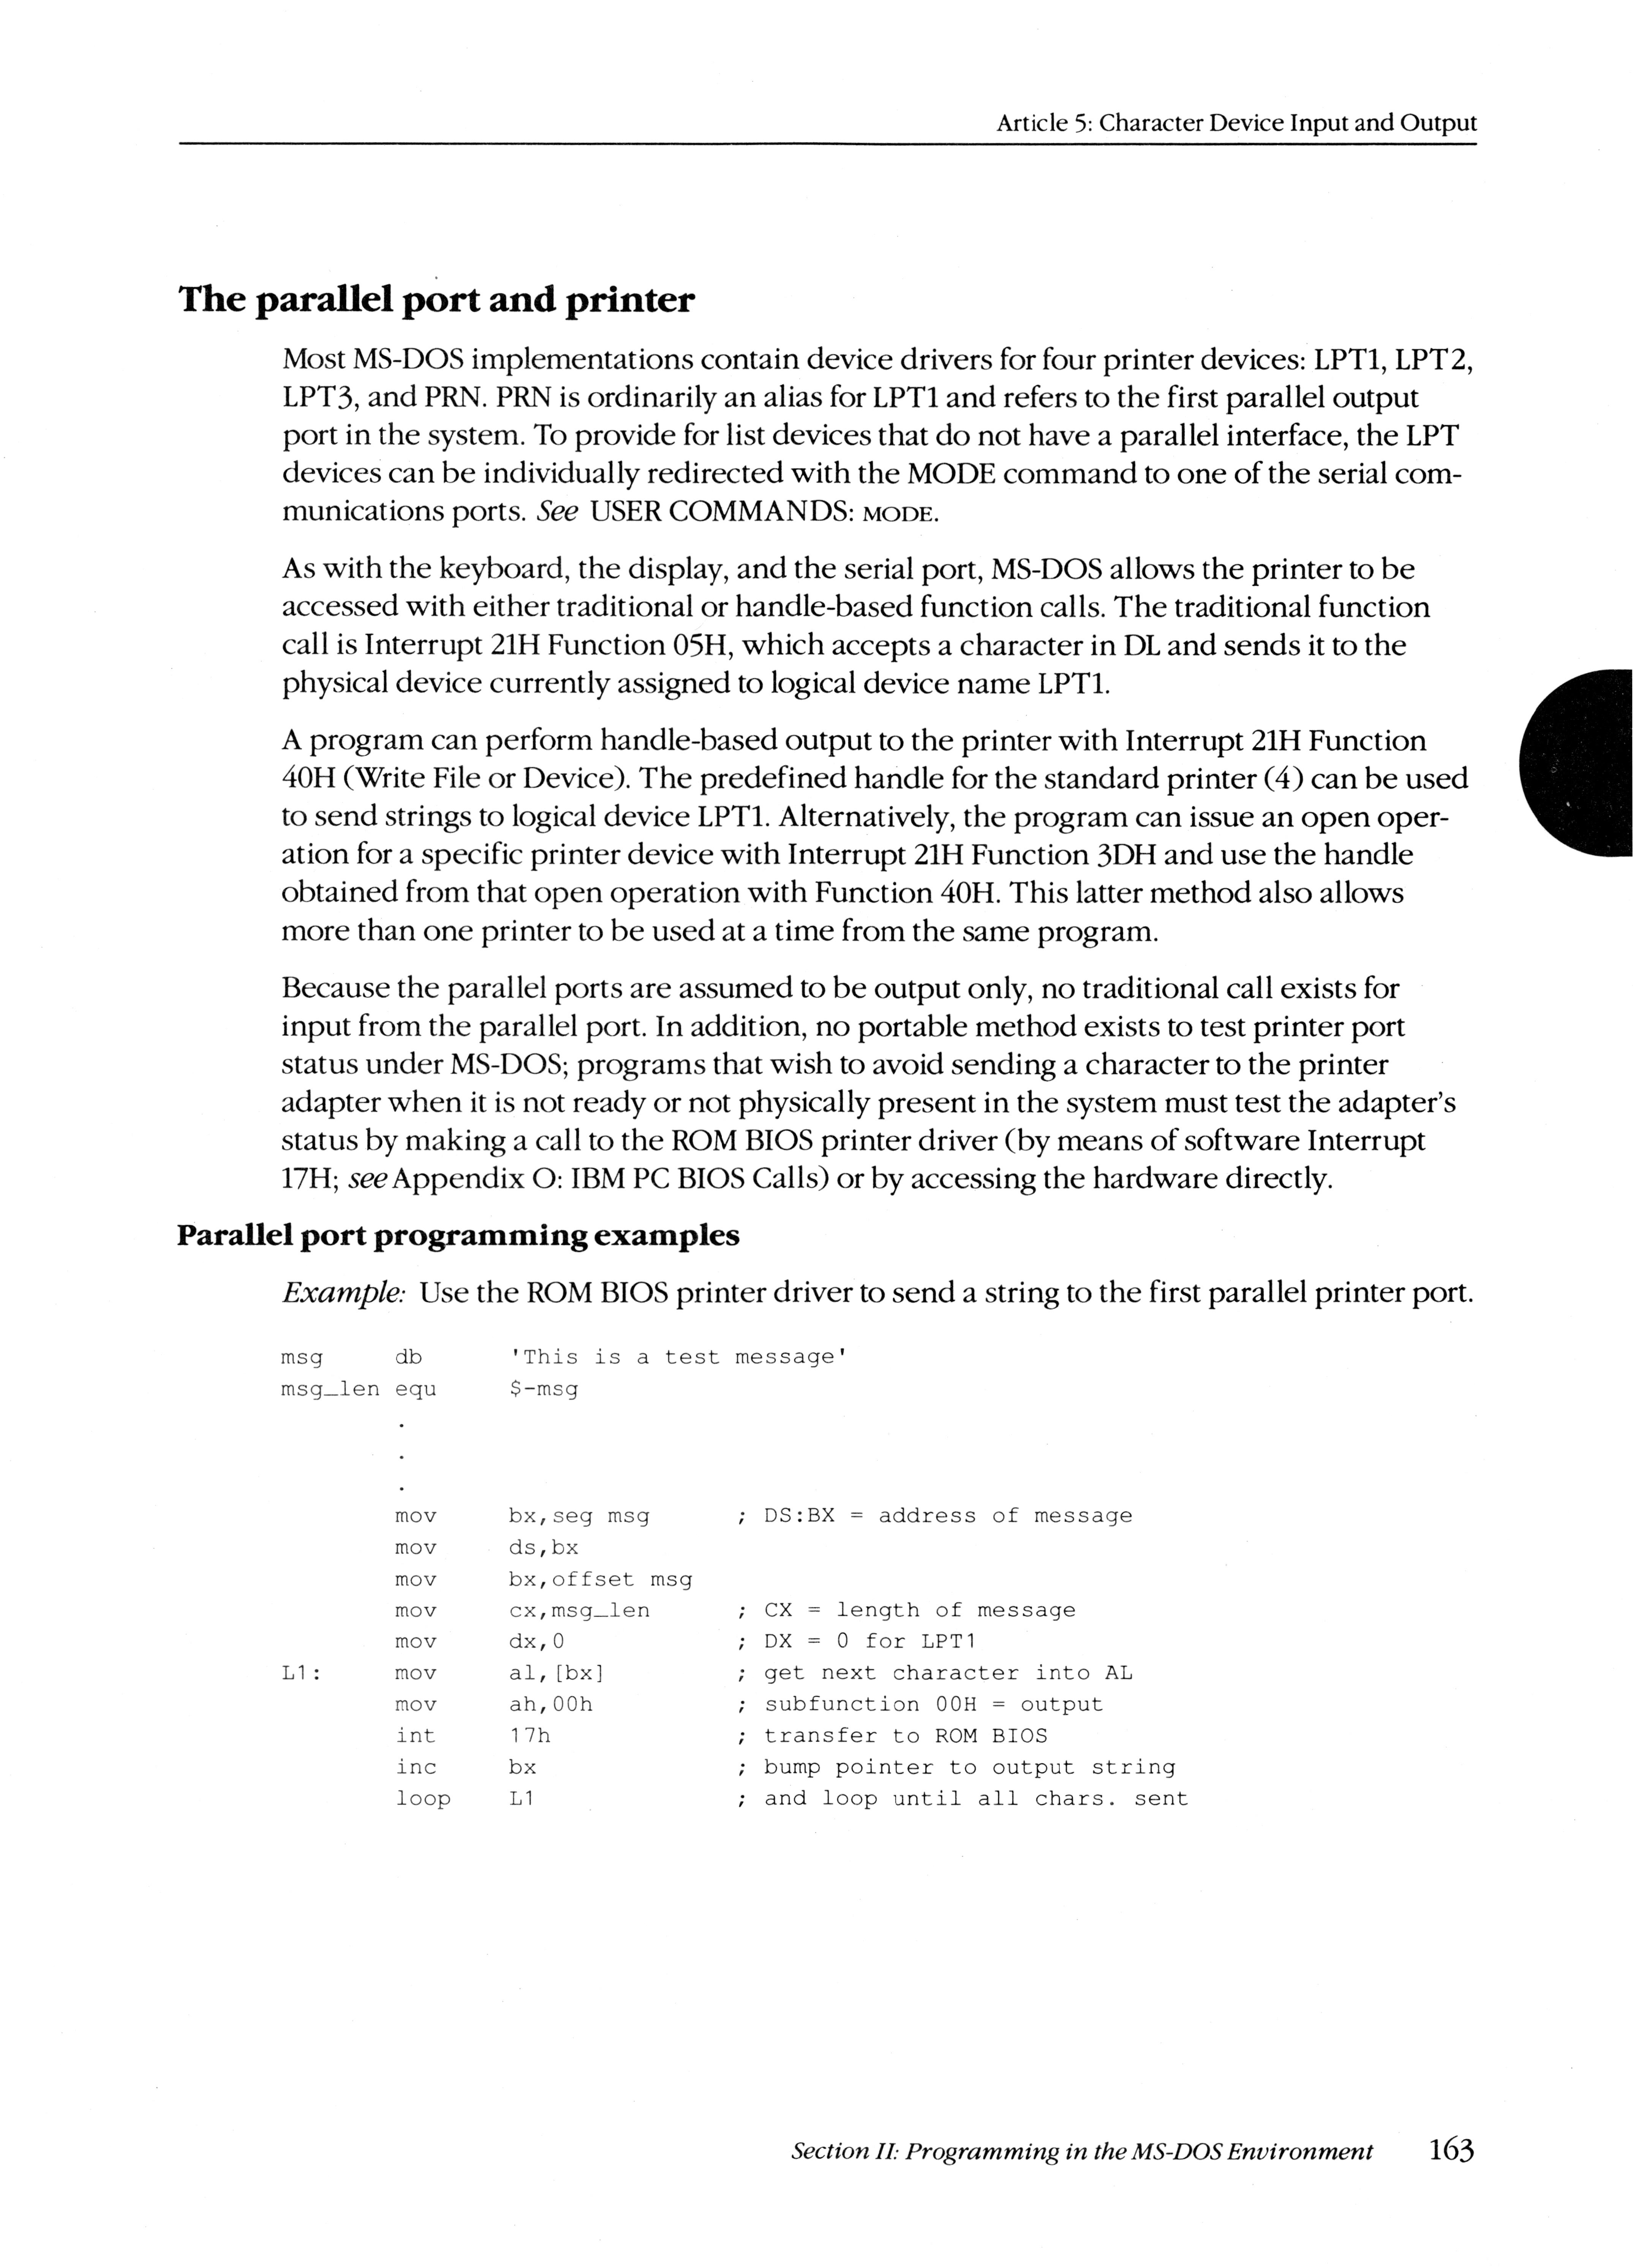 Article 5: Character Device Input and Output
The parallel port and printer
Most MS-DOS implementations contain device drivers for four printer devices: LPT1, LPT2,
LPT3, and PRN. PRN is ordinarily an alias for LPT1 and refers to the first parallel output
port in the system. To provide for list devices that do not have a parallel interface, the LPT
devices can be individually redirected with the MODE command to one of the serial com-
munications ports. See USER COMMANDS: MODE.
As with the keyboard, the display, and the serial port, MS-DOS allows the printer to be
accessed with either traditional or handle-based function calls. The traditional function
call is Interrupt 21H Function 05H, which accepts a character in DL and sends it to the
physical device currently assigned to logical device name LPT1.
A program can perform handle-based output to the printer with Interrupt 21H Function
40H (Write File or Device). The predefined handle for the standard printer (4) can be used
to send strings to logical device LPT1. Alternatively, the program can issue an open oper-
ation for a specific printer device with Interrupt 21H Function 3DH and use the handle
obtained from that open operation with Function 40H. This latter method also allows
more than one printer to be used at a time from the same program.
Because the parallel ports are assumed to be output only, no traditional call exists for
input from the parallel port. In addition, no portable method exists to test printer port
status under MS-DOS; programs that wish to avoid sending a character to the printer
adapter when it is not ready or not physically present in the system must test the adapter's
status by making a call to the ROM BIOS printer driver (by means of software Interrupt
17H; see Appendix O: IBM PC BIOS Calls) or by accessing the hardware directly.
Parallel port programming examples
Example: Use the ROM BIOS printer driver to send a string to the first parallel printer port.
msg     db      'This is a test message'
msg_len equ     $-msg
        .
        .
        .
        mov     bx,seg msg      ; DS:BX = address of message
        mov     ds,bx
        mov     bx,offset msg
        mov     cx,msg_len      ; CX = length of message
        mov     dx,0            ; DX = 0 for LPT1
L1:     mov     al,[bx]         ; get next character into AL
        mov     ah,00h          ; subfunction 00H = output
        int     17h             ; transfer to ROM BIOS
        inc     bx              ; bump pointer to output string
        loop    L1              ; and loop until all chars. sent
Section II: Programming in the MS-DOS Environment 163